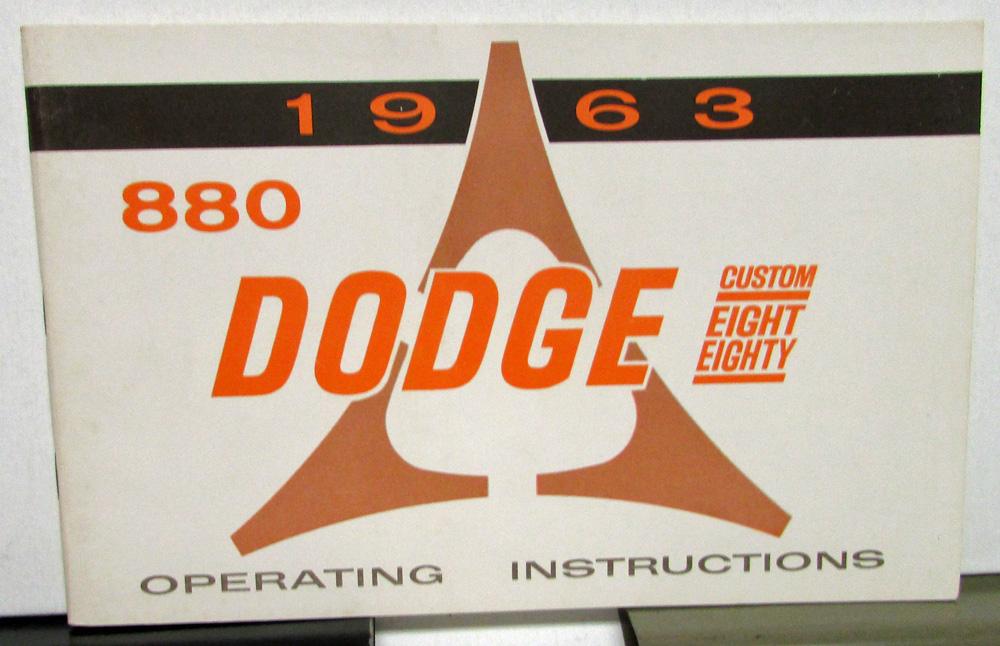 1963
880
DODGE
CUSTOM
EIGHT
EIGHTY
OPERATING INSTRUCTIONS